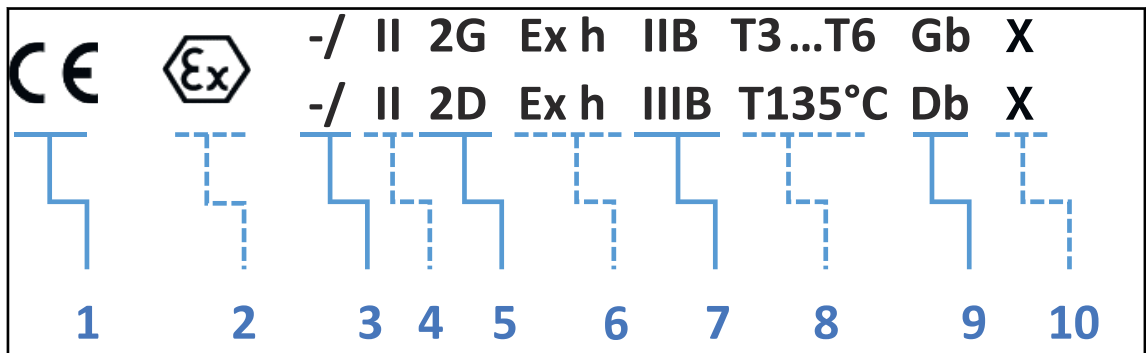 CE Ex -/ II 2G Ex h IIB T3...T6 Gb X
-/ II 2D Ex h IIIB T135°C Db X
1 2 3 4 5 6 7 8 9 10